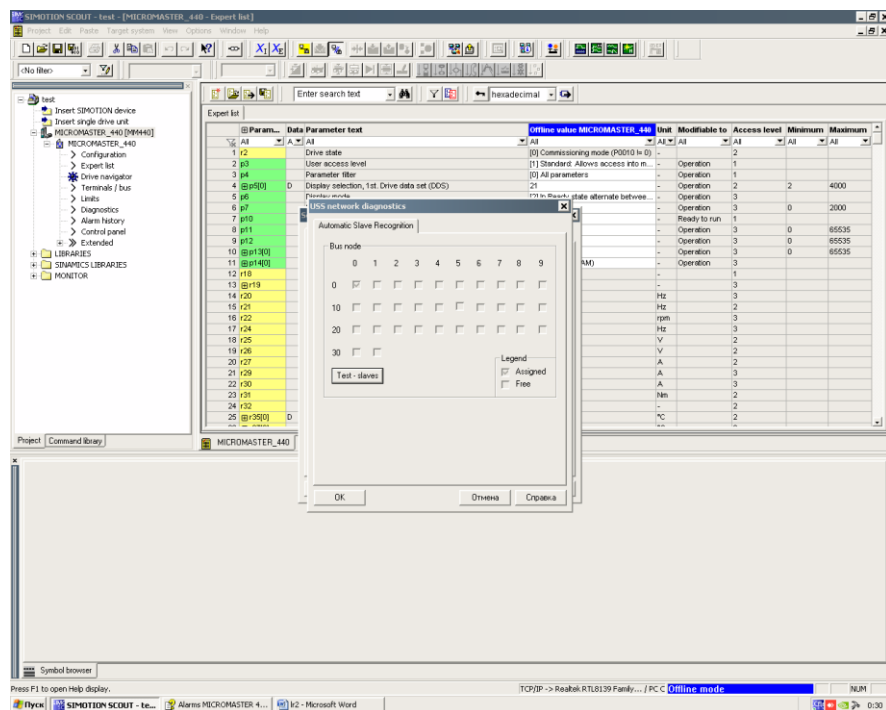 SIMOTION SCOUT - test - [MICROMASTER_440 - Expert list]
Project Edit Paste Target system View Options Window Help
<No filter>
Enter search text
hexadecimal
test
Insert SIMOTION device
Insert single drive unit
MICROMASTER_440 [MM440]
MICROMASTER_440
Configuration
Expert list
Drive navigator
Terminals / bus
Limits
Diagnostics
Alarm history
Control panel
Extended
LIBRARIES
SINAMICS LIBRARIES
MONITOR
Project Command library
Expert list
Param... Data Parameter text Offline value MICROMASTER_440 Unit Modifiable to Access level Minimum Maximum
All A... All All All All All All All
1 r2 Drive state [0] Commissioning mode (P0010 != 0) - 2
2 p3 User access level [1] Standard: Allows access into m... - Operation 1
3 p4 Parameter filter [0] All parameters - Operation 1
4 p5[0] D Display selection, 1st. Drive data set (DDS) 21 - Operation 2 2 4000
5 p6 Display mode [2] In Ready state alternate betwee... - Operation 3
6 p7 - Operation 3 0 2000
7 p10 - Ready to run 1
8 p11 - Operation 3 0 65535
9 p12 - Operation 3 0 65535
10 p13[0] - Operation 3 0 65535
11 p14[0] AM) - Operation 3
12 r18 - 1
13 r19 - 3
14 r20 Hz 3
15 r21 Hz 2
16 r22 rpm 3
17 r24 Hz 3
18 r25 V 2
19 r26 V 2
20 r27 A 2
21 r29 A 3
22 r30 A 3
23 r31 Nm 2
24 r32 - 2
25 r35[0] D °C 2
MICROMASTER_440
USS network diagnostics
Automatic Slave Recognition
Bus node
0 1 2 3 4 5 6 7 8 9
0
10
20
30
Test - slaves
Legend
Assigned
Free
OK Отмена Справка
Symbol browser
Press F1 to open Help display.
TCP/IP -> Realtek RTL8139 Family... / PC C Offline mode NUM
Пуск SIMOTION SCOUT - te... Alarms MICROMASTER 4... lr2 - Microsoft Word 0:30